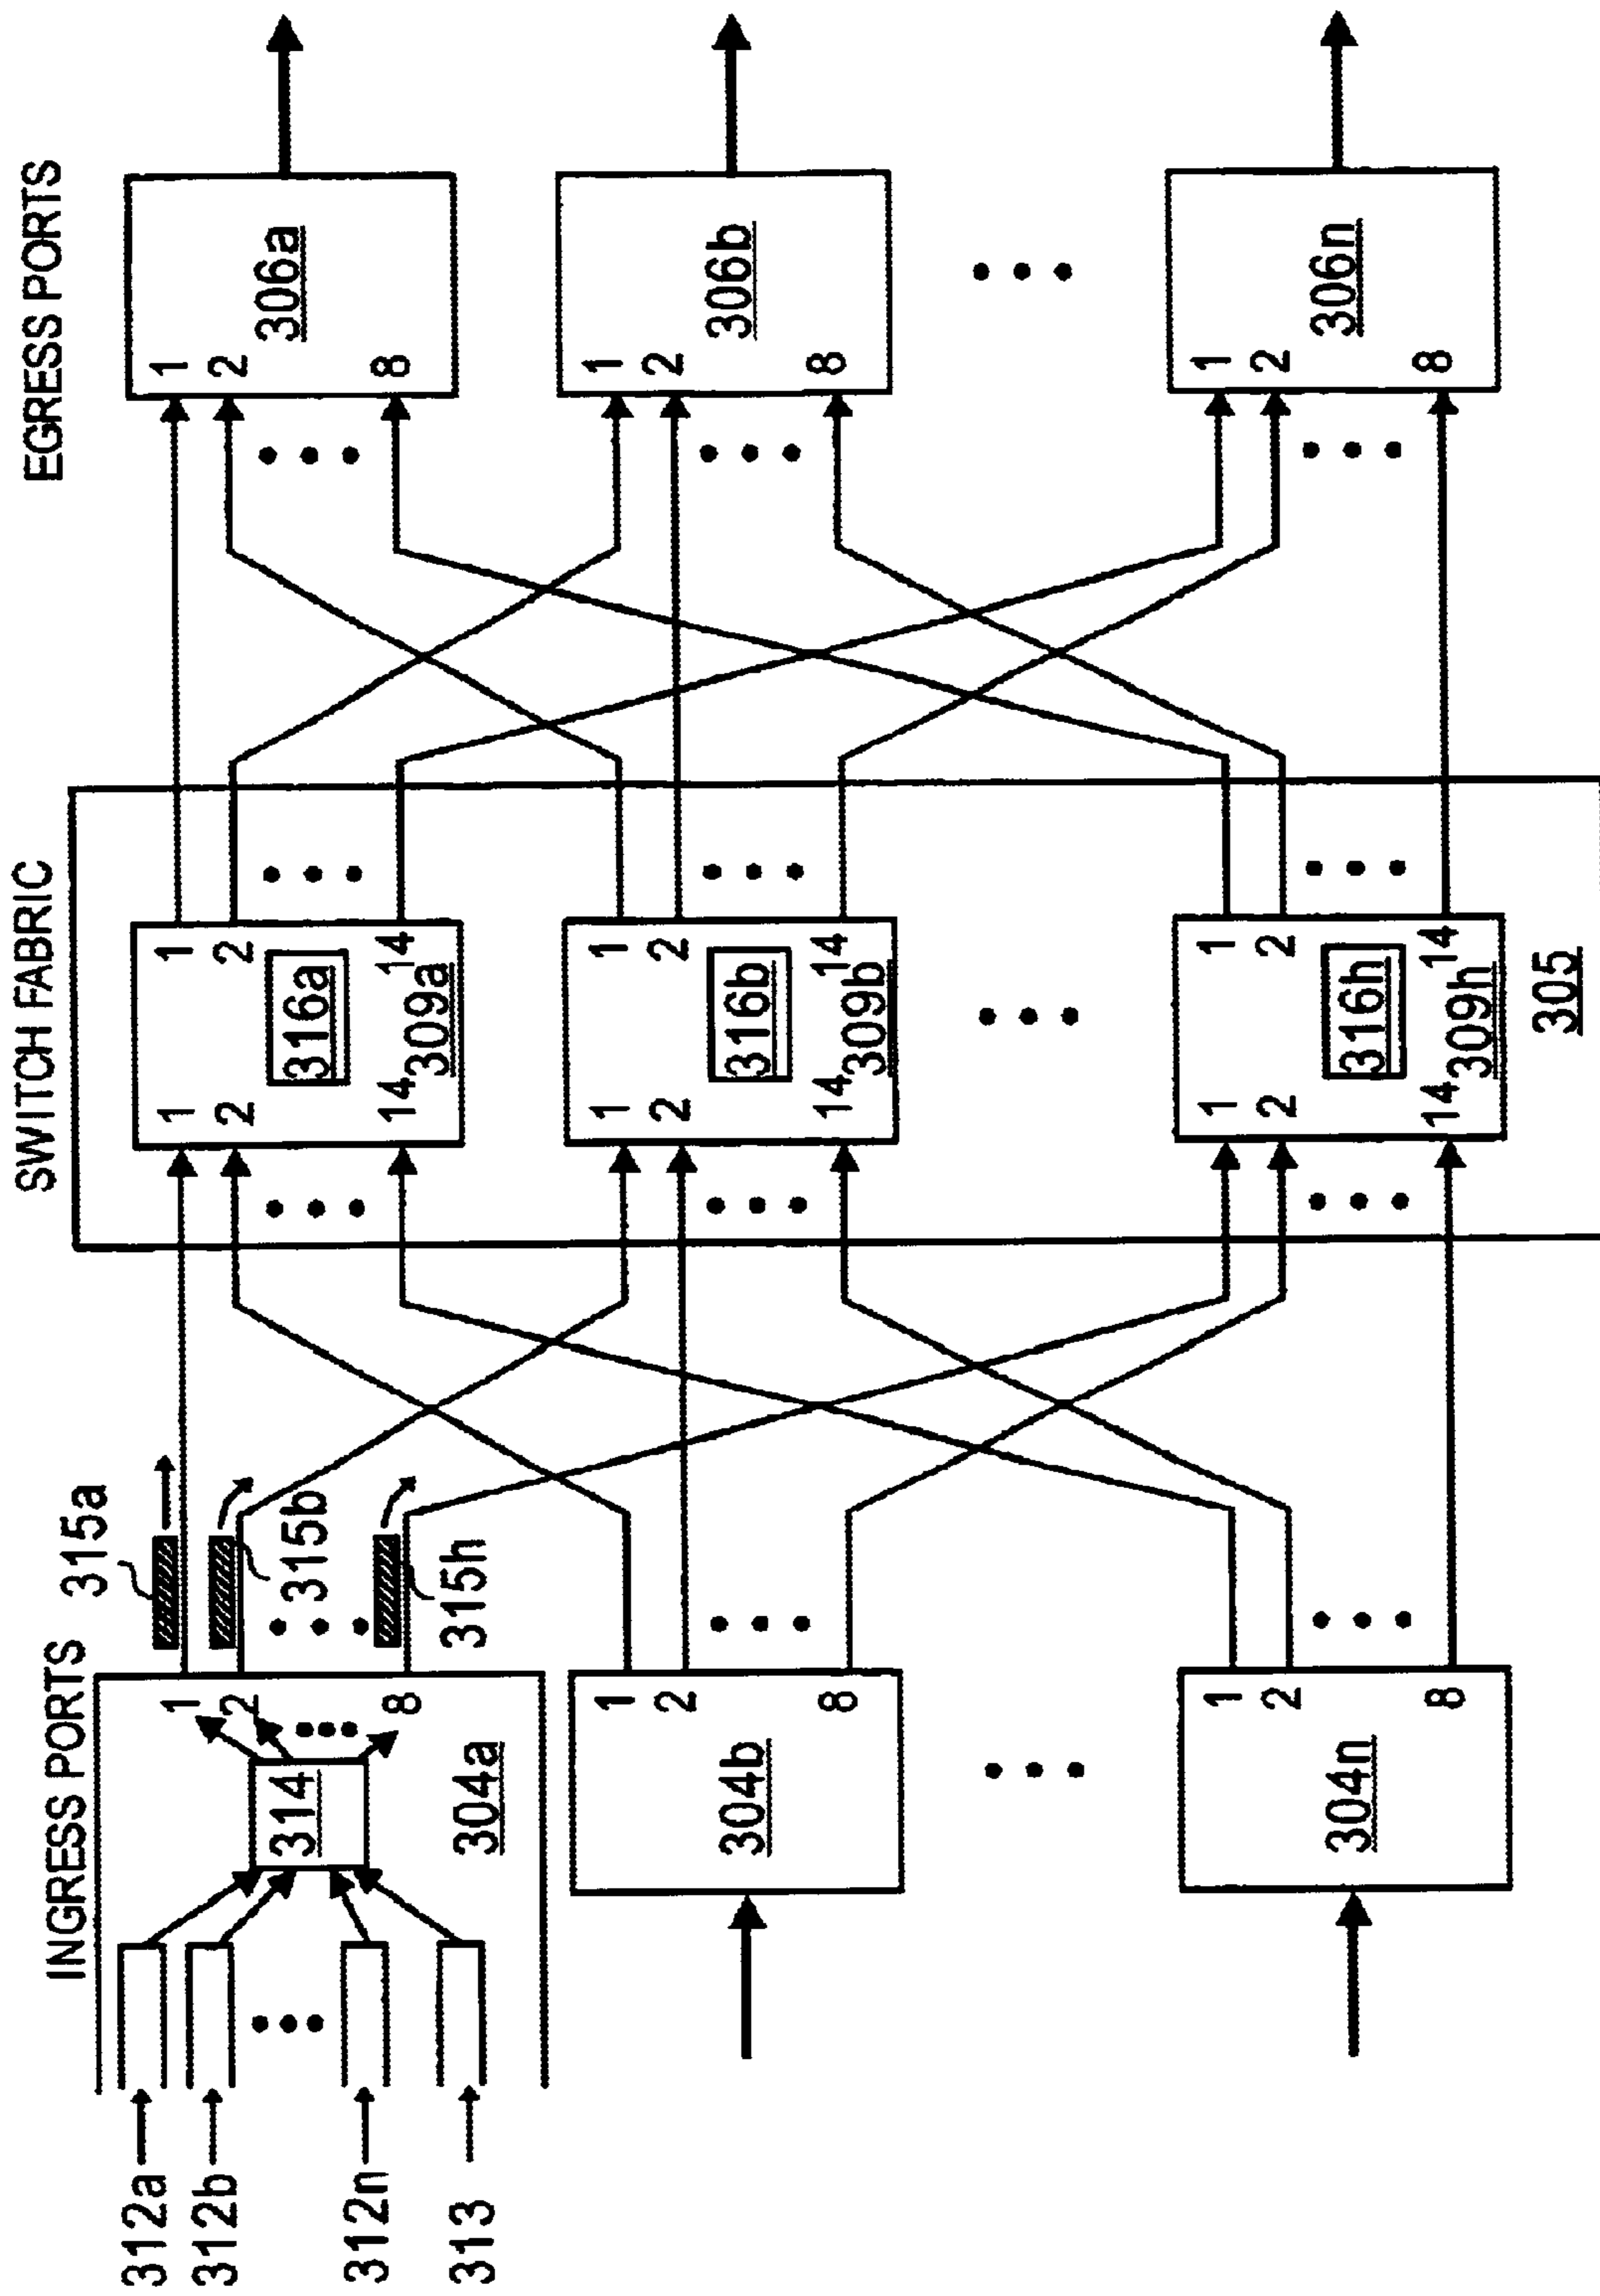 INGRESS PORTS
SWITCH FABRIC
EGRESS PORTS
312a
312b
312n
313
314
304a
1
2
8
315a
315b
315h
304b
1
2
8
304n
1
2
8
1
2
14
316a
309a
1
2
14
1
2
14
316b
309b
1
2
14
1
2
14
316h
309h
1
2
14
305
1
2
8
306a
1
2
8
306b
1
2
8
306n